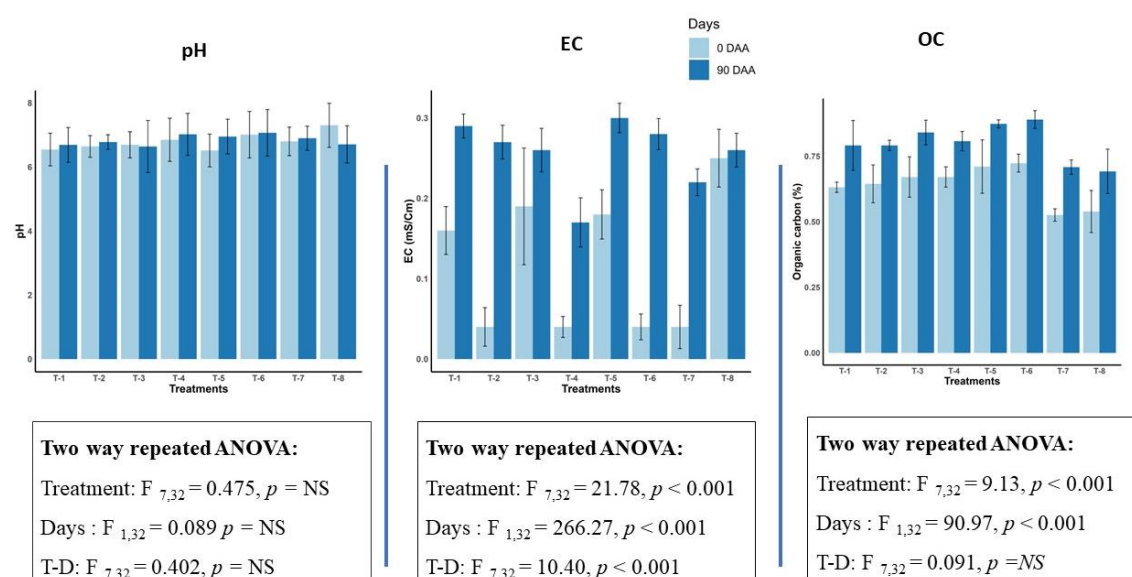 pH
EC
OC
Days
0 DAA
90 DAA
pH
8
6
4
2
0
T-1 T-2 T-3 T-4 T-5 T-6 T-7 T-8
Treatments
EC (mS/Cm)
0.3
0.2
0.1
0.0
T-1 T-2 T-3 T-4 T-5 T-6 T-7 T-8
Treatments
Organic carbon (%)
0.75
0.50
0.25
0.00
T-1 T-2 T-3 T-4 T-5 T-6 T-7 T-8
Treatments
Two way repeated ANOVA:
Treatment: F 7,32 = 0.475, p = NS
Days : F 1,32 = 0.089 p = NS
T-D: F 7,32 = 0.402, p = NS
Two way repeated ANOVA:
Treatment: F 7,32 = 21.78, p < 0.001
Days : F 1,32 = 266.27, p < 0.001
T-D: F 7,32 = 10.40, p < 0.001
Two way repeated ANOVA:
Treatment: F 7,32 = 9.13, p < 0.001
Days : F 1,32 = 90.97, p < 0.001
T-D: F 7,32 = 0.091, p =NS